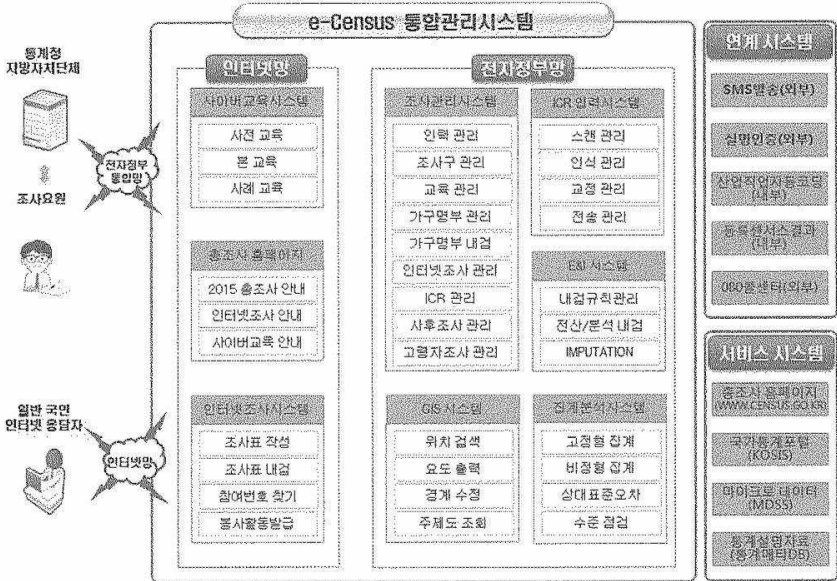 e-Census 통합관리시스템
통계청
지방자치단체
조사요원
전자정부
통합망
일반 국민
인터넷 응답자
인터넷망
인터넷망
사이버교육시스템
사전 교육
본 교육
사례 교육
총조사 홈페이지
2015 총조사 안내
인터넷조사 안내
사이버교육 안내
인터넷조사시스템
조사표 작성
조사표 내검
참여번호 찾기
봉사활동발급
전자정부망
조사관리시스템
인력 관리
조사구 관리
교육 관리
가구명부 관리
가구명부 내검
인터넷조사 관리
ICR 관리
사후조사 관리
고령자조사 관리
ICR 입력시스템
스캔 관리
인식 관리
교정 관리
전송 관리
E&I 시스템
내검규칙관리
전산/분석 내검
IMPUTATION
GIS 시스템
위치 검색
요도 출력
경계 수정
주제도 조회
집계분석시스템
고정형 집계
비정형 집계
상대표준오차
수준 점검
연계 시스템
SMS발송(외부)
실명인증(외부)
산업직업자동코딩
(내부)
등록센서스결과
(내부)
080콜센터(외부)
서비스 시스템
총조사 홈페이지
(WWW.CENSUS.GO.KR)
국가통계포털
(KOSIS)
마이크로 데이터
(MDSS)
통계설명자료
(통계메타DB)